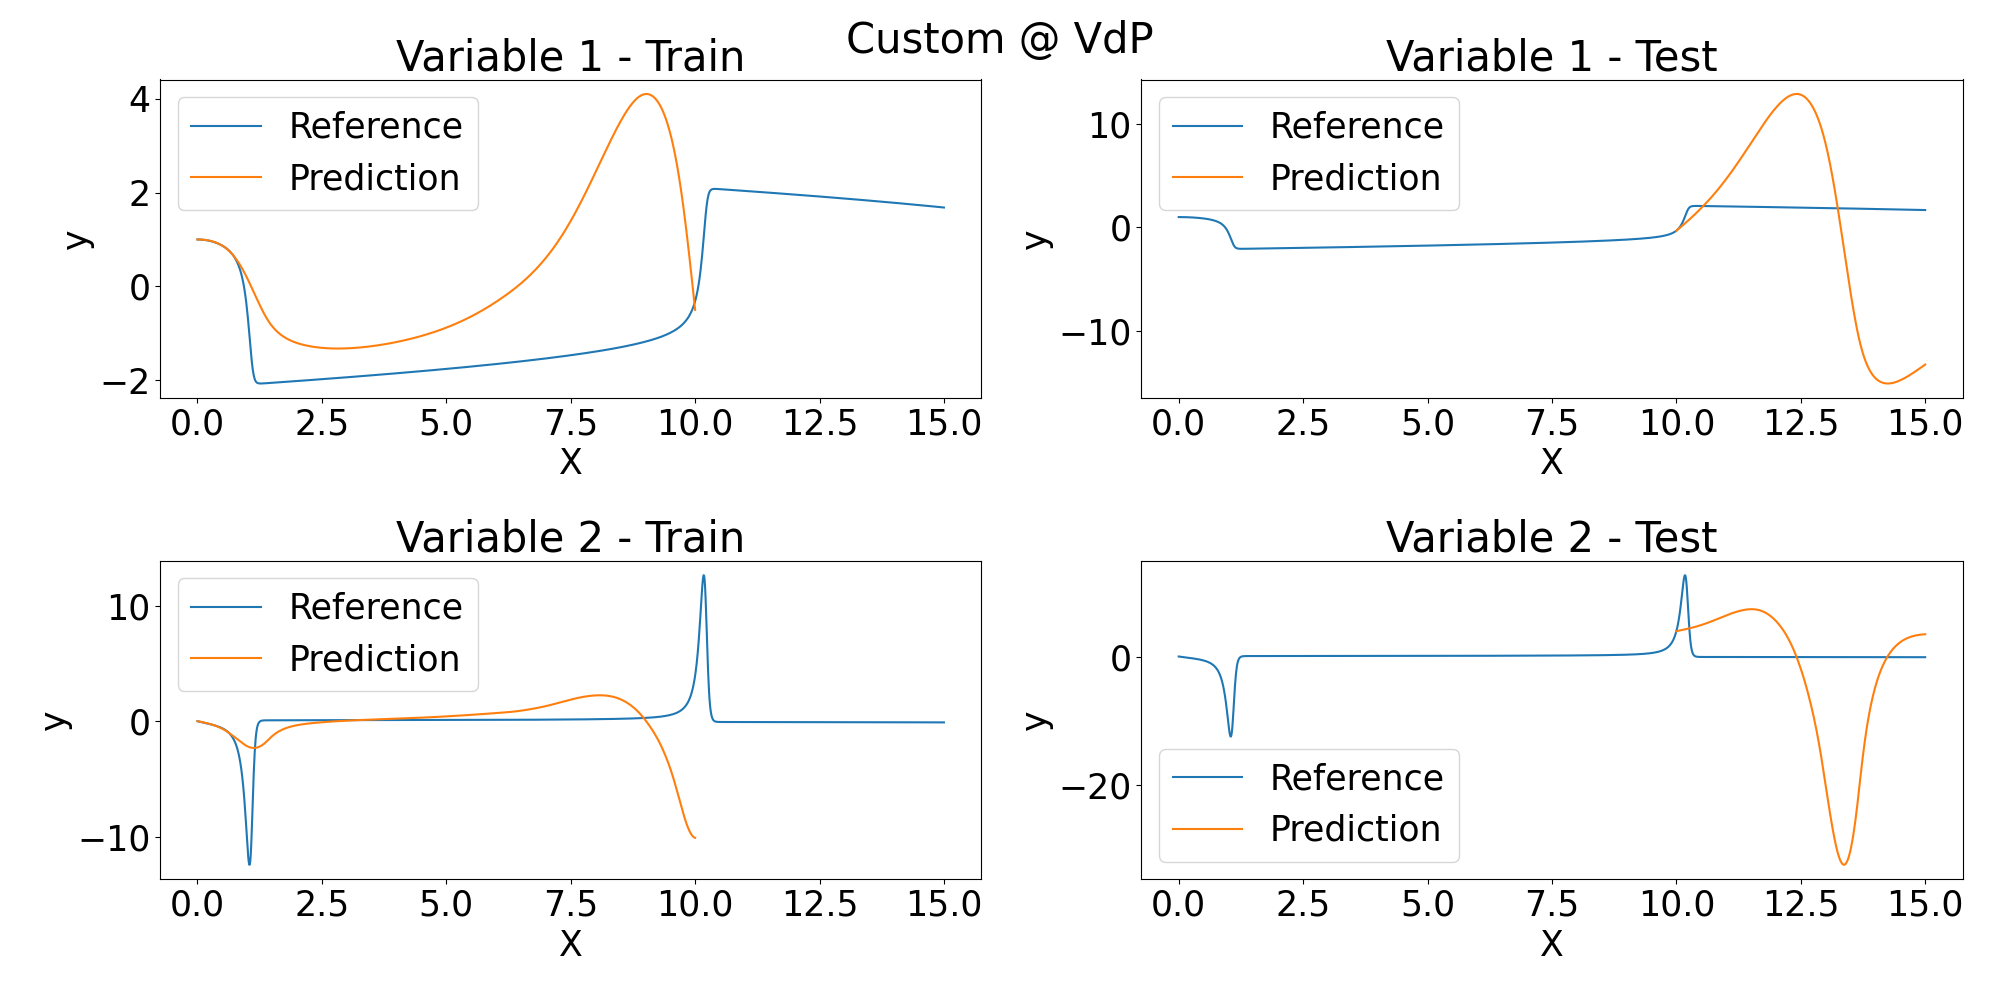 Custom @ VdP
Variable 1 - Train
4
2
0
−2
y
Reference
Prediction
0.0 2.5 5.0 7.5 10.0 12.5 15.0
X
Variable 1 - Test
10
0
−10
y
Reference
Prediction
0.0 2.5 5.0 7.5 10.0 12.5 15.0
X
Variable 2 - Train
10
0
−10
y
Reference
Prediction
0.0 2.5 5.0 7.5 10.0 12.5 15.0
X
Variable 2 - Test
0
−20
y
Reference
Prediction
0.0 2.5 5.0 7.5 10.0 12.5 15.0
X